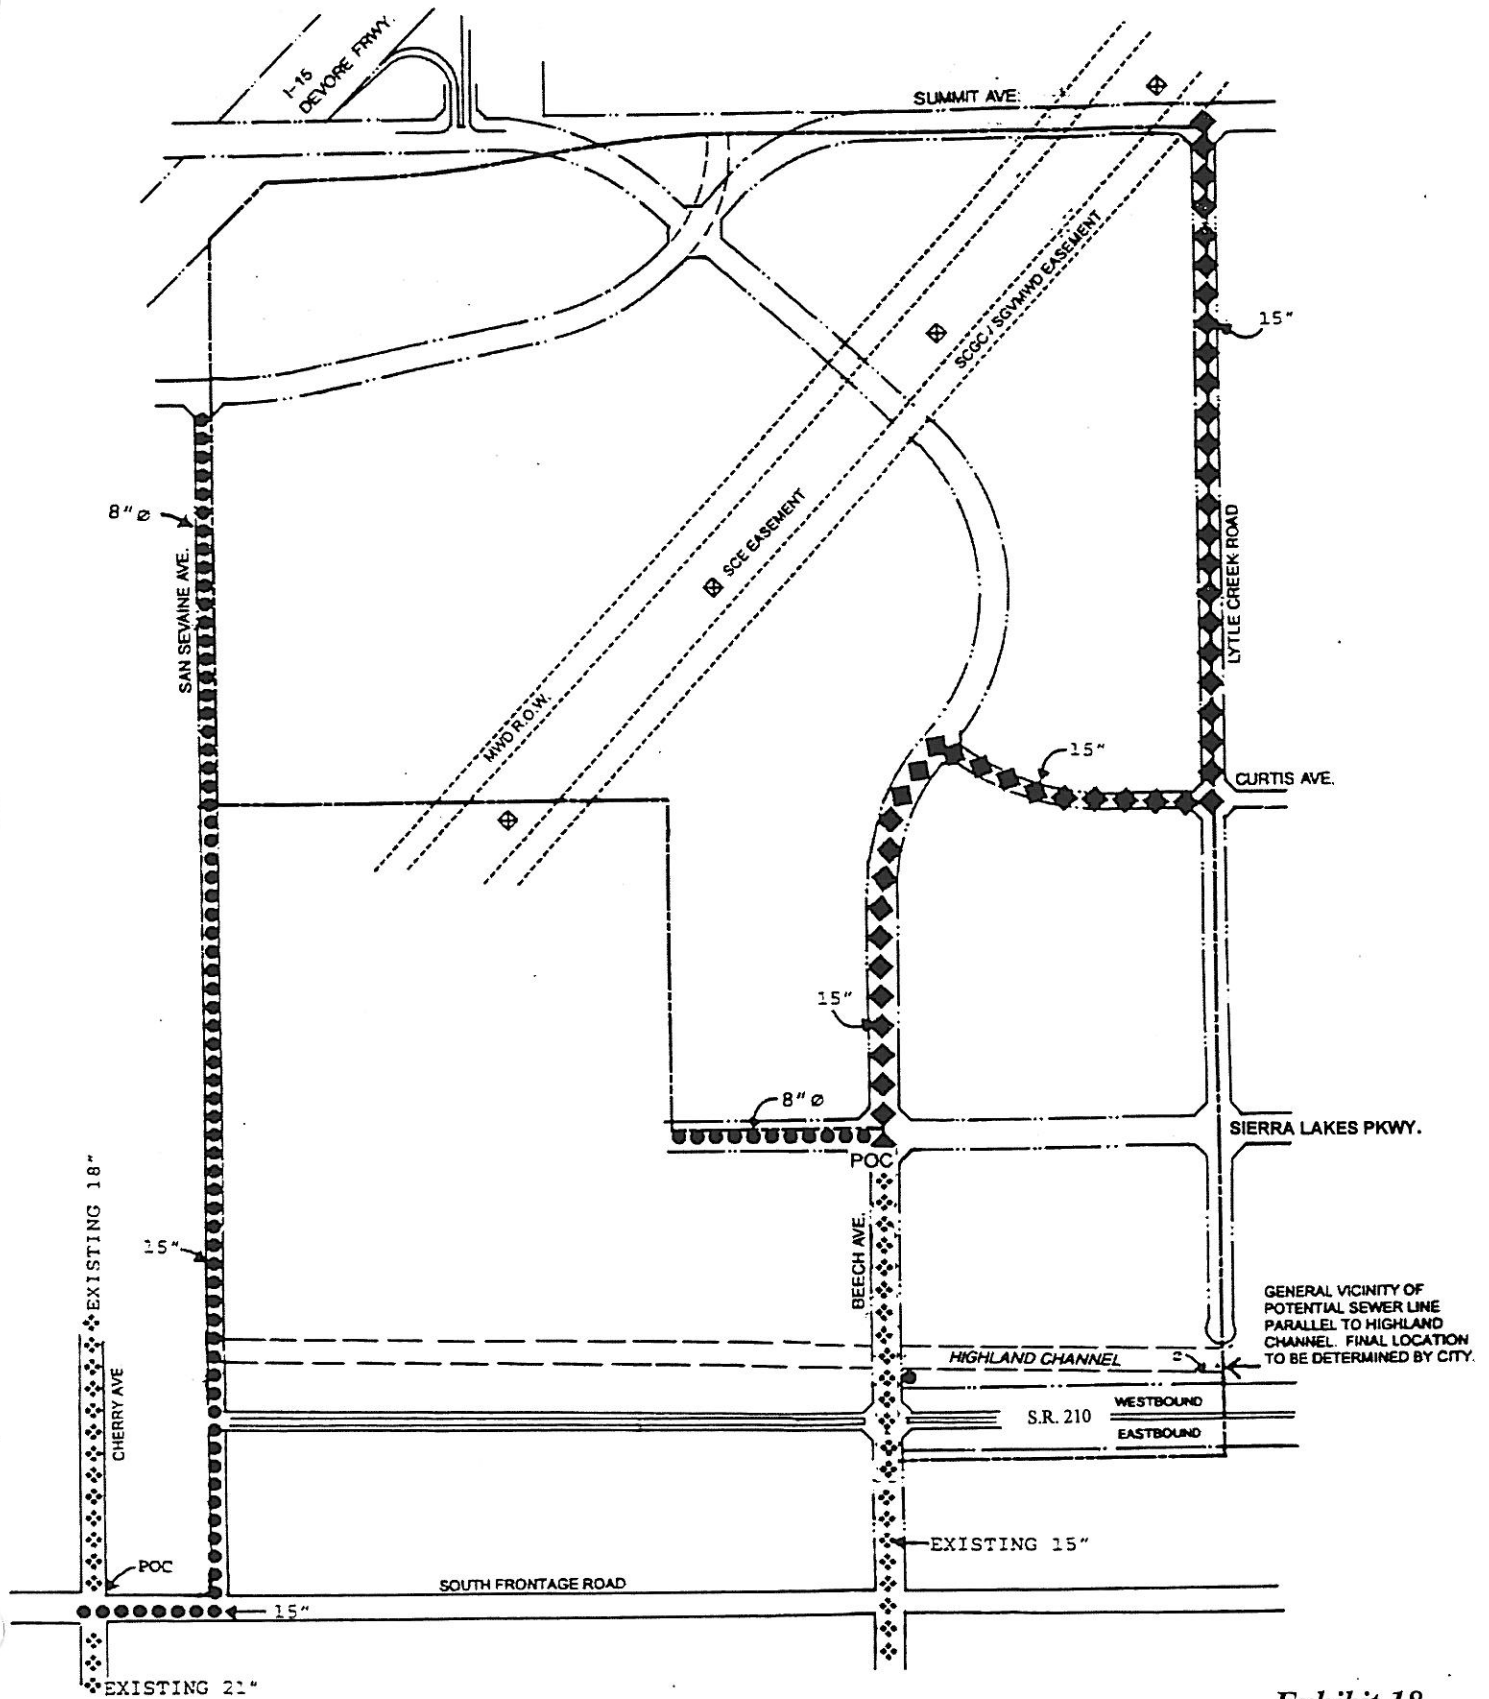 I-15
DEVORE FRWY.
SUMMIT AVE.
SCGC / SGVMWD EASEMENT
15"
8"ø
SAN SEVAINE AVE.
SCE EASEMENT
LYTLE CREEK ROAD
MWD R.O.W.
15"
CURTIS AVE.
15"
8"ø
SIERRA LAKES PKWY.
POC
EXISTING 18"
15"
BEECH AVE.
GENERAL VICINITY OF
POTENTIAL SEWER LINE
PARALLEL TO HIGHLAND
CHANNEL. FINAL LOCATION
TO BE DETERMINED BY CITY.
HIGHLAND CHANNEL
CHERRY AVE
WESTBOUND
S.R. 210
EASTBOUND
EXISTING 15"
POC
SOUTH FRONTAGE ROAD
15"
EXISTING 21"